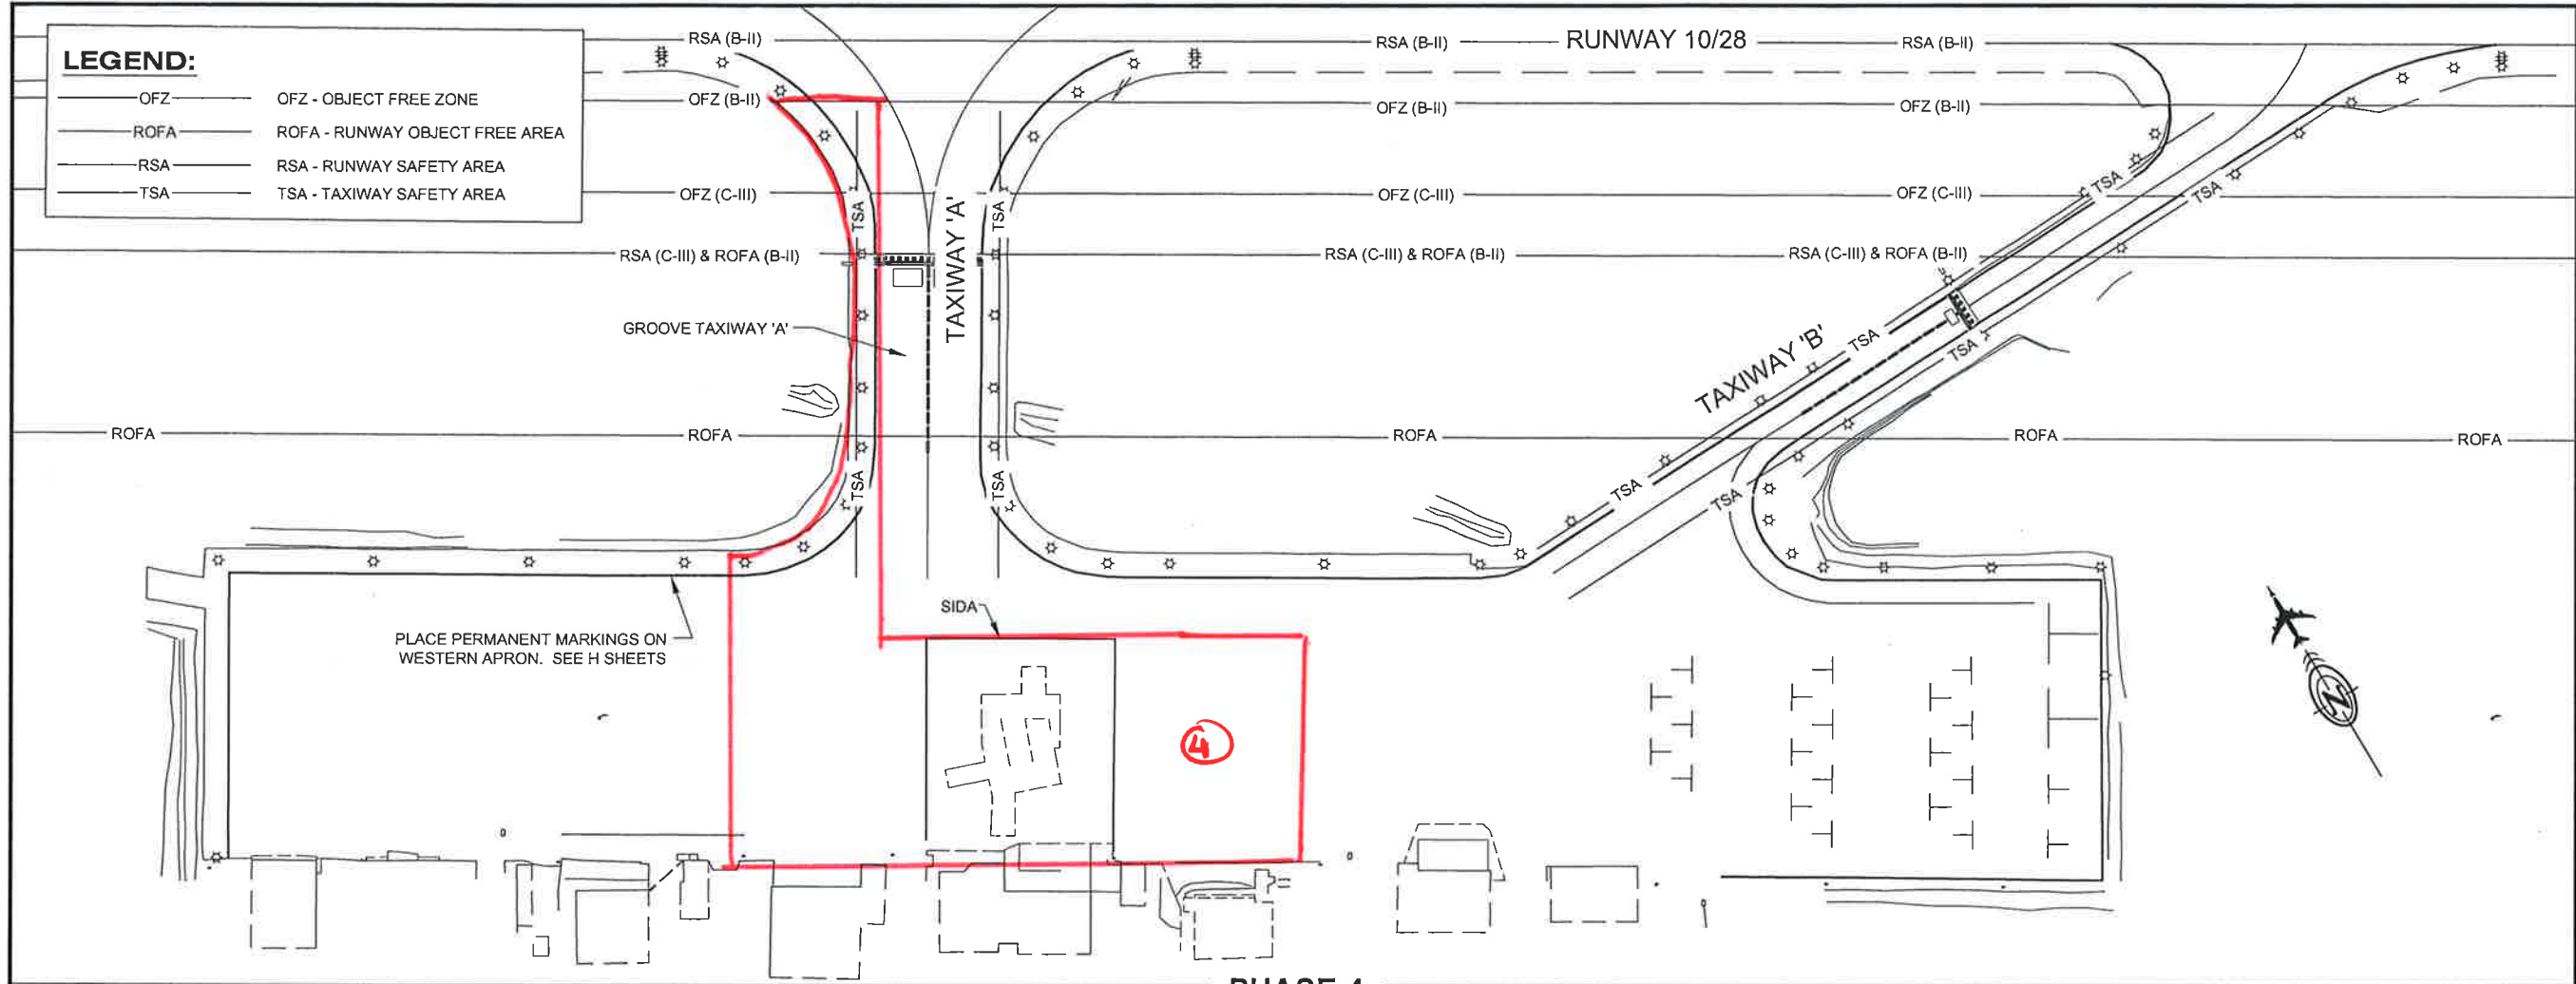 LEGEND:
OFZ OFZ - OBJECT FREE ZONE
ROFA ROFA - RUNWAY OBJECT FREE AREA
RSA RSA - RUNWAY SAFETY AREA
TSA TSA - TAXIWAY SAFETY AREA
RSA (B-II) RSA (B-II) RUNWAY 10/28 RSA (B-II)
OFZ (B-II) OFZ (B-II) OFZ (B-II)
OFZ (C-III) OFZ (C-III) OFZ (C-III)
TSA TSA TSA TSA
TAXIWAY 'A'
RSA (C-III) & ROFA (B-II) RSA (C-III) & ROFA (B-II) RSA (C-III) & ROFA (B-II)
GROOVE TAXIWAY 'A'
TAXIWAY 'B' TSA TSA
ROFA ROFA ROFA ROFA ROFA
TSA TSA TSA TSA
SIDA
PLACE PERMANENT MARKINGS ON
WESTERN APRON. SEE H SHEETS
N
4
PHASE 4